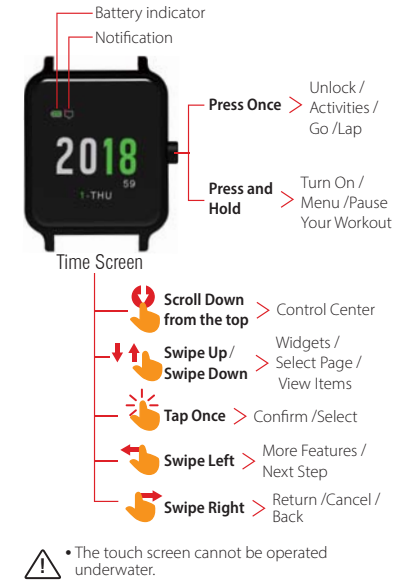 Battery indicator
Notification
2018
59
1-THU
Press Once
Unlock /
Activities /
Go /Lap
Press and
Hold
Turn On /
Menu /Pause
Your Workout
Time Screen
Scroll Down
from the top
Control Center
Swipe Up/
Swipe Down
Widgets /
Select Page /
View Items
Tap Once
Confirm /Select
Swipe Left
More Features /
Next Step
Swipe Right
Return /Cancel /
Back
• The touch screen cannot be operated
underwater.